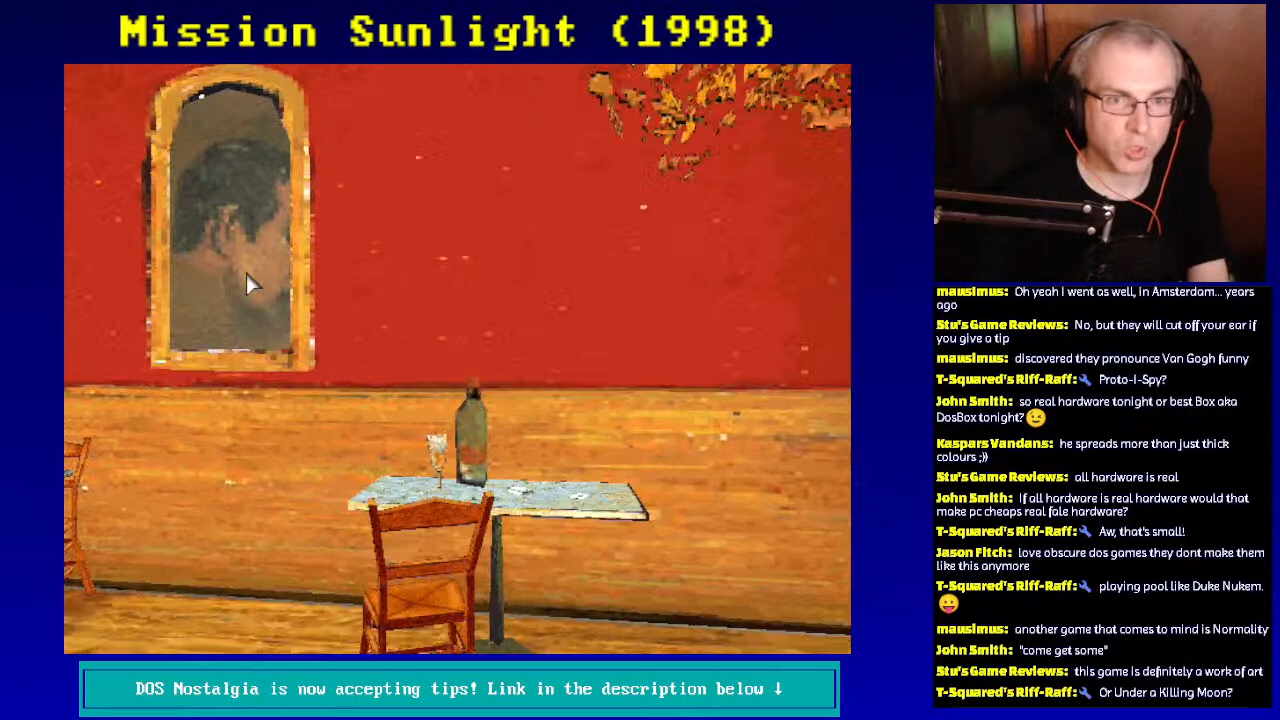 Mission Sunlight (1998)
mausimus: Oh yeah I went as well, in Amsterdam... years
ago
Stu's Game Reviews: No, but they will cut off your ear if
you give a tip
mausimus: discovered they pronounce Van Gogh funny
T-Squared's Riff-Raff: Proto-I-Spy?
John Smith: so real hardware tonight or best Box aka
DosBox tonight?
Kaspars Vandans: he spreads more than just thick
colours ;))
Stu's Game Reviews: all hardware is real
John Smith: If all hardware is real hardware would that
make pc cheaps real fale hardware?
T-Squared's Riff-Raff: Aw, that's small!
Jason Fitch: love obscure dos games they dont make them
like this anymore
T-Squared's Riff-Raff: playing pool like Duke Nukem.
mausimus: another game that comes to mind is Normality
John Smith: "come get some"
Stu's Game Reviews: this game is definitely a work of art
T-Squared's Riff-Raff: Or Under a Killing Moon?
DOS Nostalgia is now accepting tips! Link in the description below ↓